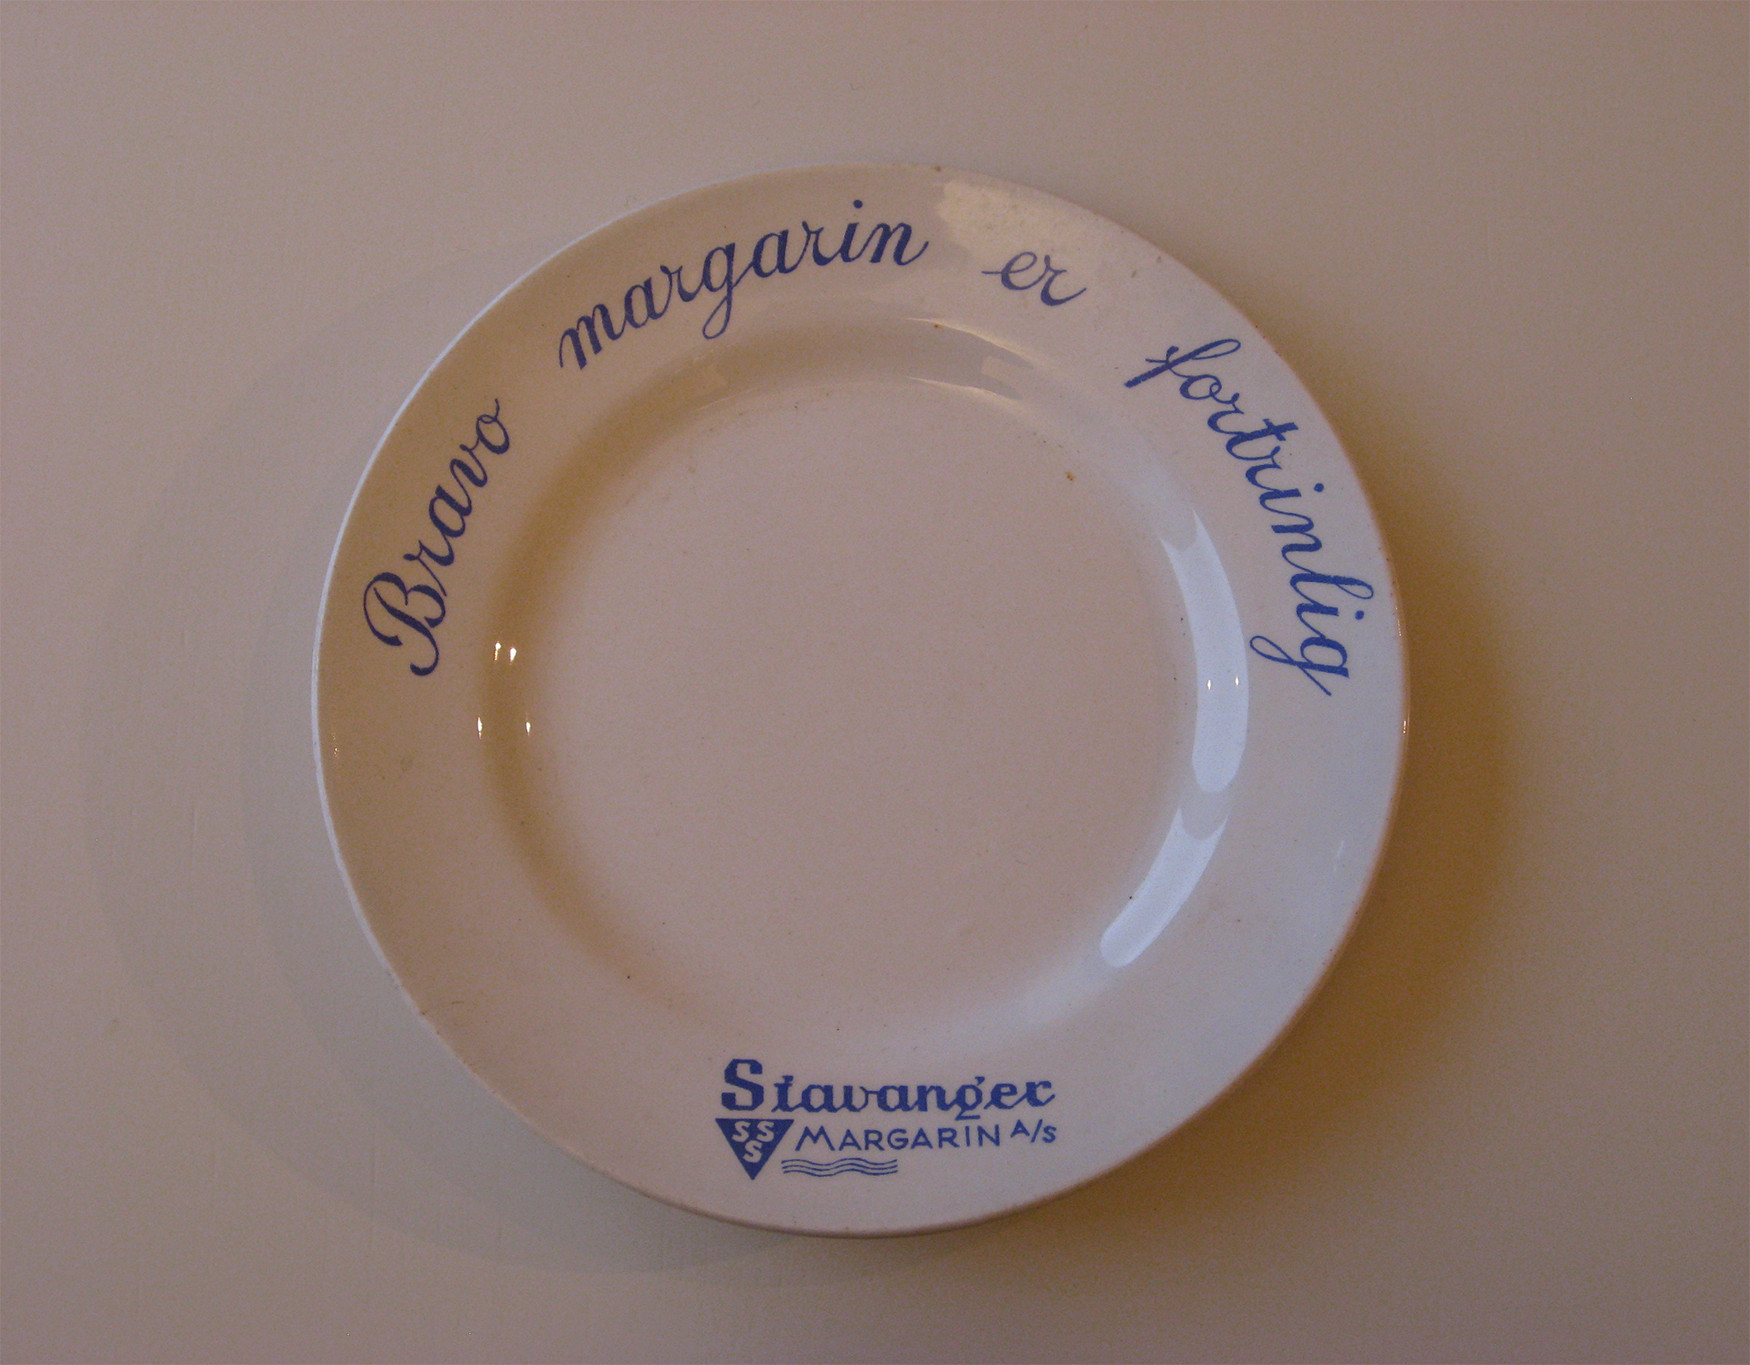 Bravo margarin er fortrinlig
Stavanger
SSS MARGARIN A/S